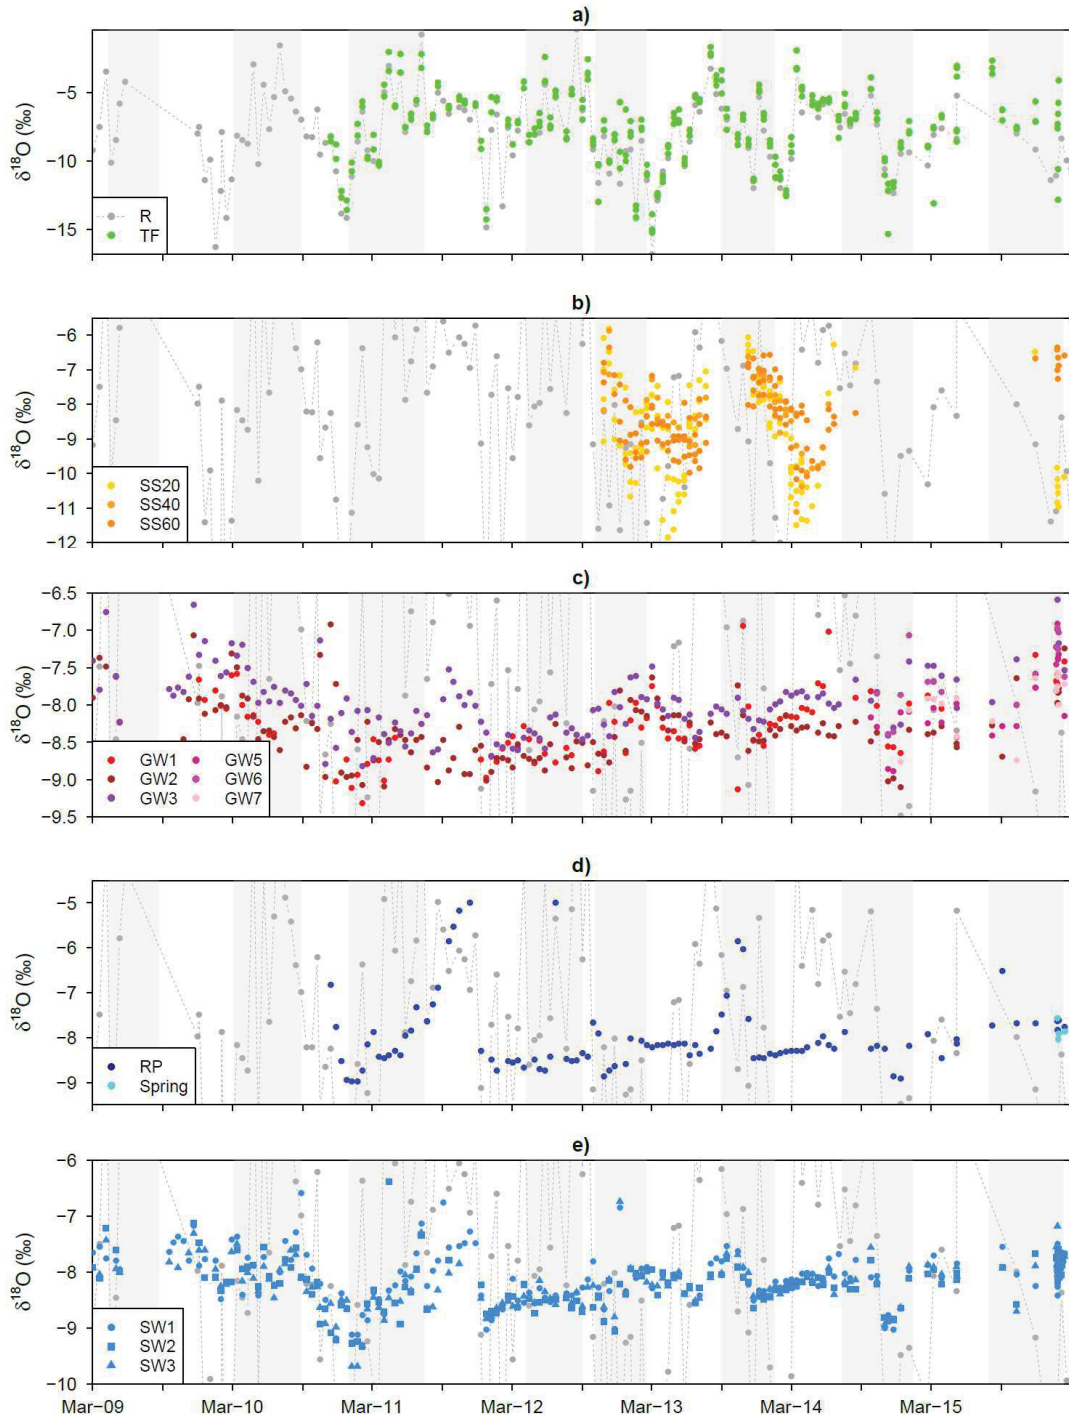 a)
δ¹⁸O (‰)
−5
−10
−15
R
TF
b)
δ¹⁸O (‰)
−6
−7
−8
−9
−10
−11
−12
SS20
SS40
SS60
c)
δ¹⁸O (‰)
−6.5
−7.0
−7.5
−8.0
−8.5
−9.0
−9.5
GW1 GW5
GW2 GW6
GW3 GW7
d)
δ¹⁸O (‰)
−5
−6
−7
−8
−9
RP
Spring
e)
δ¹⁸O (‰)
−6
−7
−8
−9
−10
SW1
SW2
SW3
Mar−09 Mar−10 Mar−11 Mar−12 Mar−13 Mar−14 Mar−15